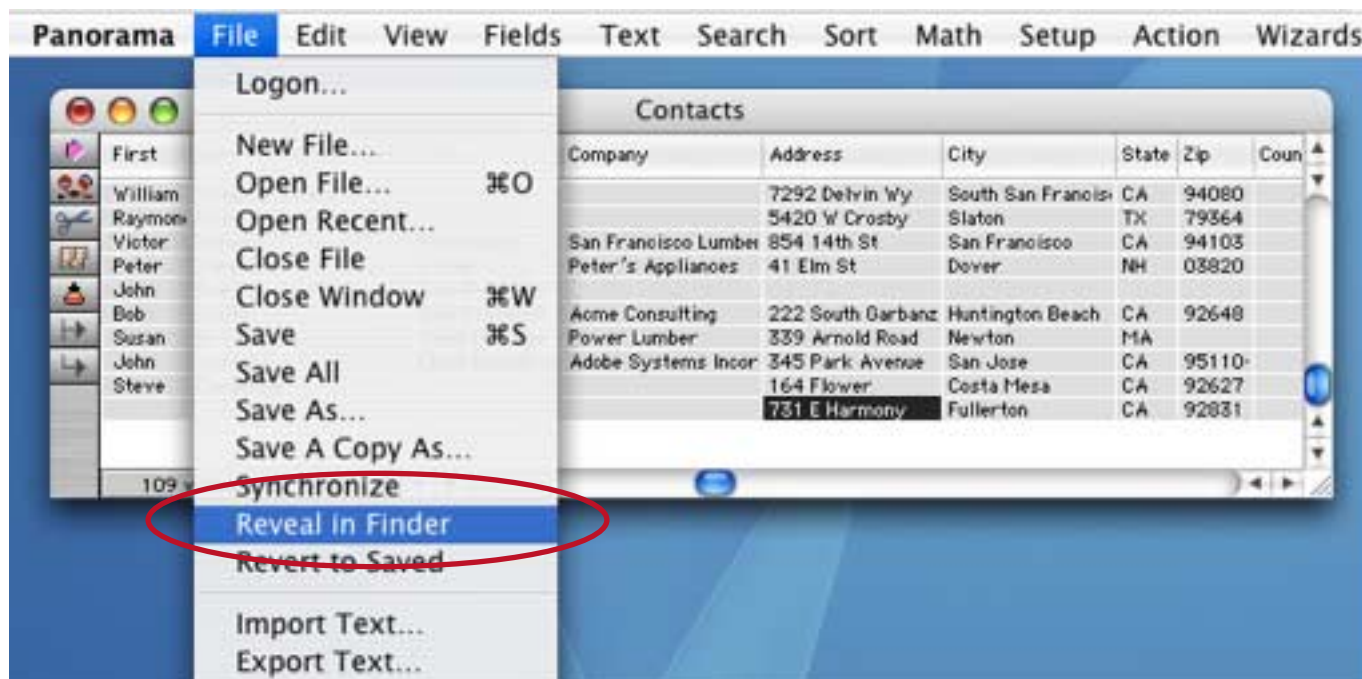 Panorama File Edit View Fields Text Search Sort Math Setup Action Wizards
Logon...
Contacts
New File...
Open File... ⌘O
Open Recent...
Close File
Close Window ⌘W
Save ⌘S
Save All
Save As...
Save A Copy As...
Synchronize
Reveal in Finder
Revert to Saved
Import Text...
Export Text...
First Company Address City State Zip Coun
William 7292 Delvin Wy South San Francis CA 94080
Raymon 5420 W Crosby Slaton TX 79364
Victor San Francisco Lumber 854 14th St San Francisco CA 94103
Peter Peter's Appliances 41 Elm St Dover NH 03820
John
Bob Acme Consulting 222 South Garbanz Huntington Beach CA 92648
Susan Power Lumber 339 Arnold Road Newton MA
John Adobe Systems Incor 345 Park Avenue San Jose CA 95110-
Steve 164 Flower Costa Mesa CA 92627
731 E Harmony Fullerton CA 92831
109 v